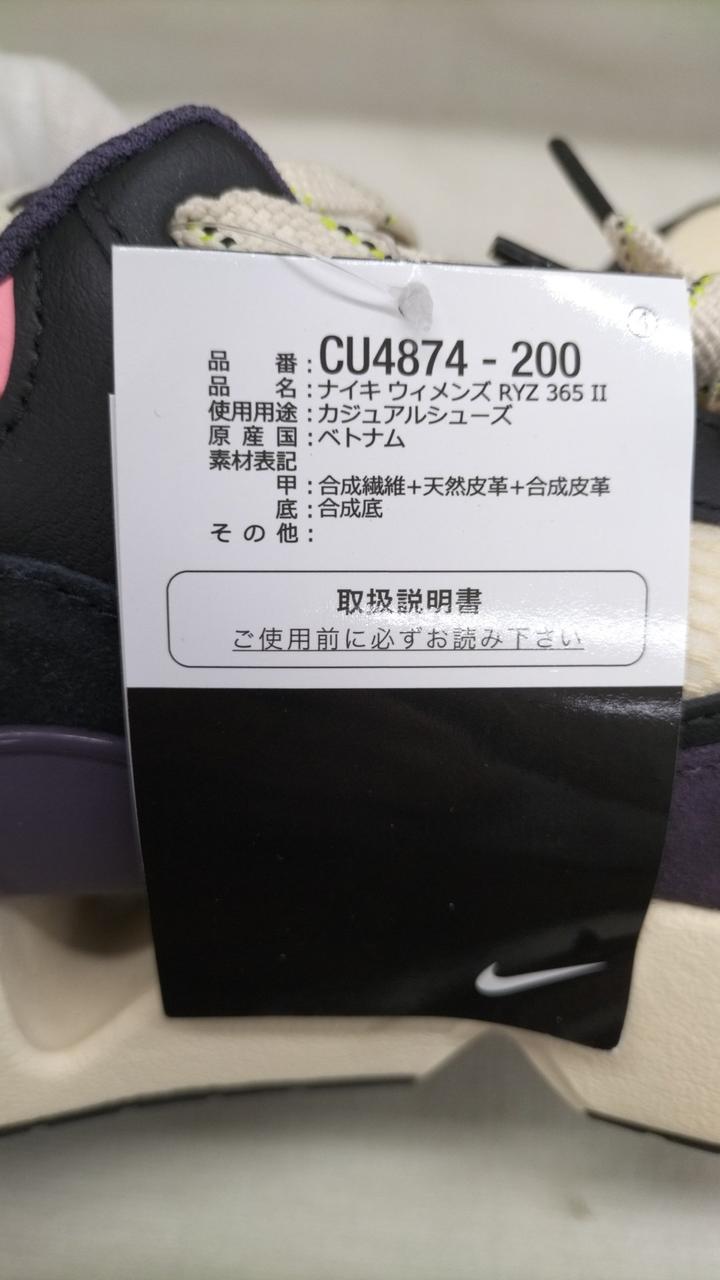 品番：CU4874 - 200
品名：ナイキ ウィメンズ RYZ 365 II
使用用途：カジュアルシューズ
原産国：ベトナム
素材表記
甲：合成繊維+天然皮革+合成皮革
底：合成底
その他：
取扱説明書
ご使用前に必ずお読み下さい